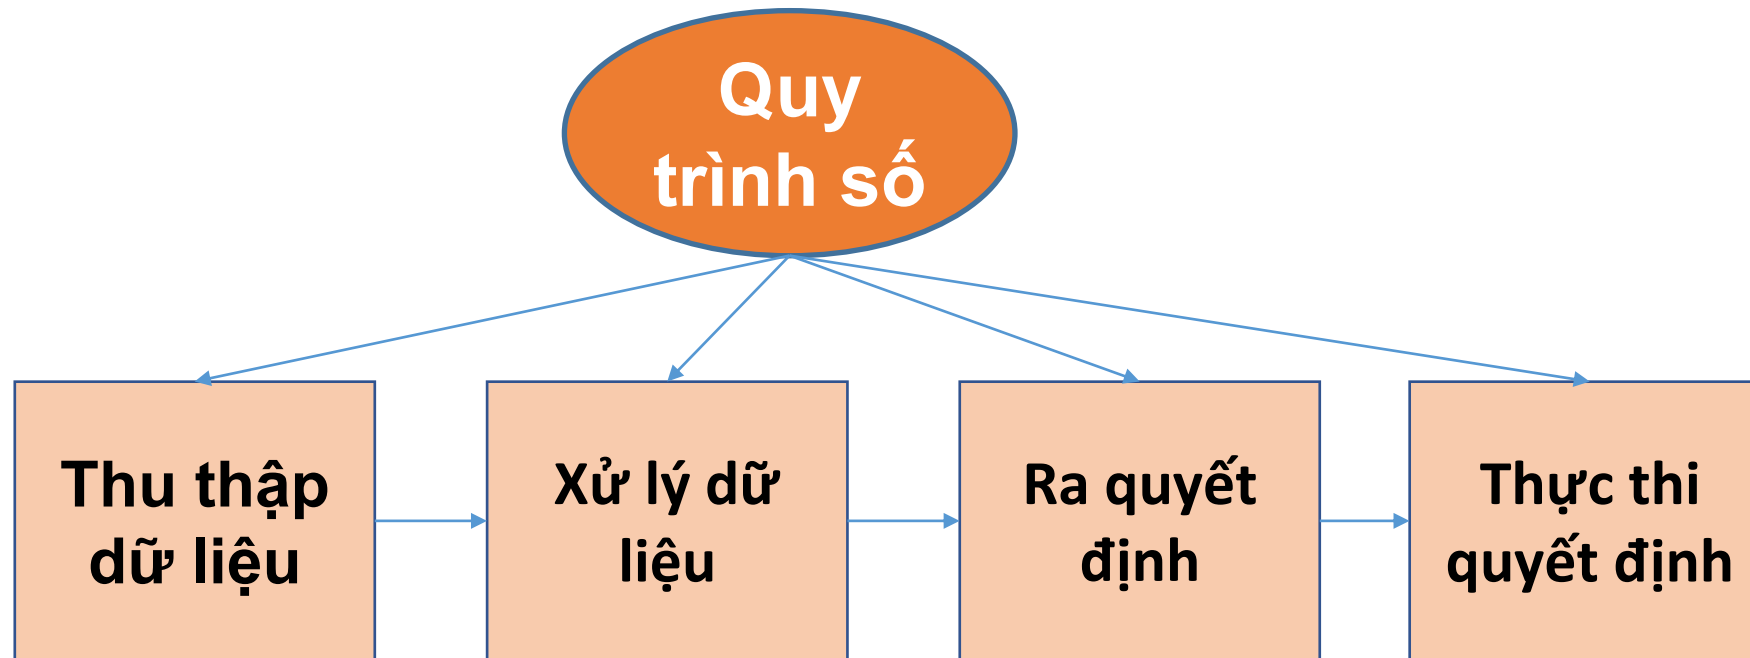 Quy
trình số
Thu thập
dữ liệu
Xử lý dữ
liệu
Ra quyết
định
Thực thi
quyết định